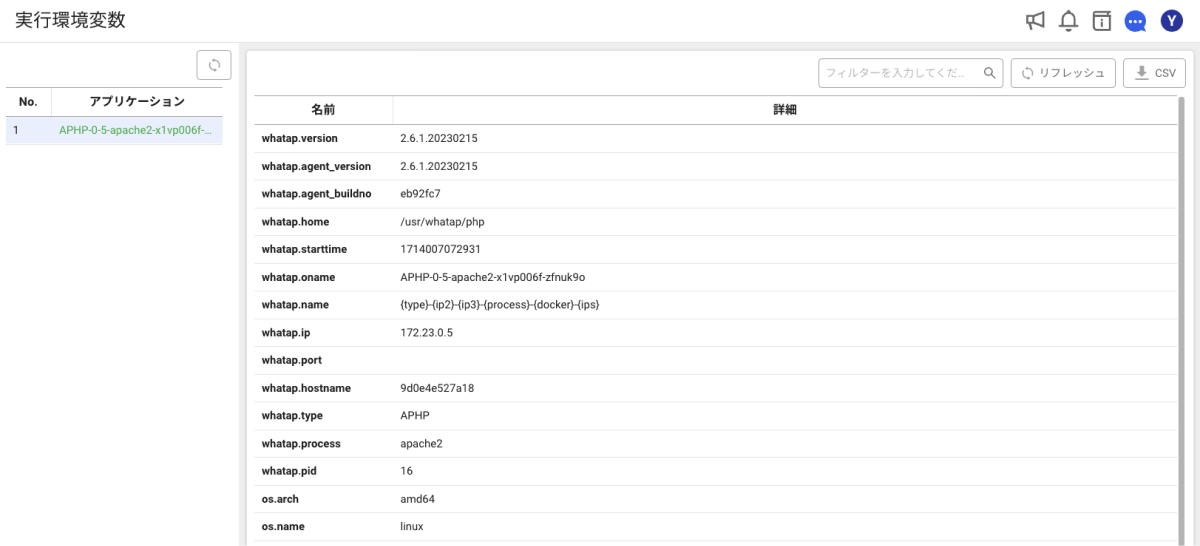 実行環境変数
Y
No. アプリケーション
1 APHP-0-5-apache2-x1vp006f-...
フィルターを入力してくだ...
リフレッシュ
CSV
名前 詳細
whatap.version 2.6.1.20230215
whatap.agent_version 2.6.1.20230215
whatap.agent_buildno eb92fc7
whatap.home /usr/whatap/php
whatap.starttime 1714007072931
whatap.oname APHP-0-5-apache2-x1vp006f-zfnuk9o
whatap.name {type}-{ip2}-{ip3}-{process}-{docker}-{ips}
whatap.ip 172.23.0.5
whatap.port
whatap.hostname 9d0e4e527a18
whatap.type APHP
whatap.process apache2
whatap.pid 16
os.arch amd64
os.name linux